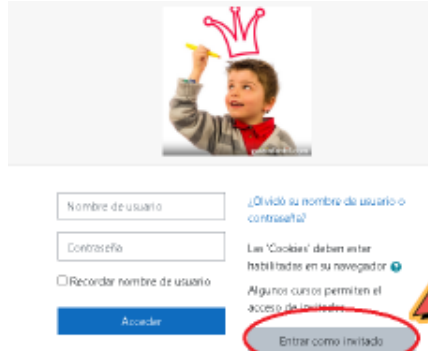 Nombre de usuario
Contraseña
Recordar nombre de usuario
Acceder
¿Olvidó su nombre de usuario o
contraseña?
Las 'Cookies' deben estar
habilitadas en su navegador
Algunos cursos permiten el
acceso de invitados
Entrar como invitado